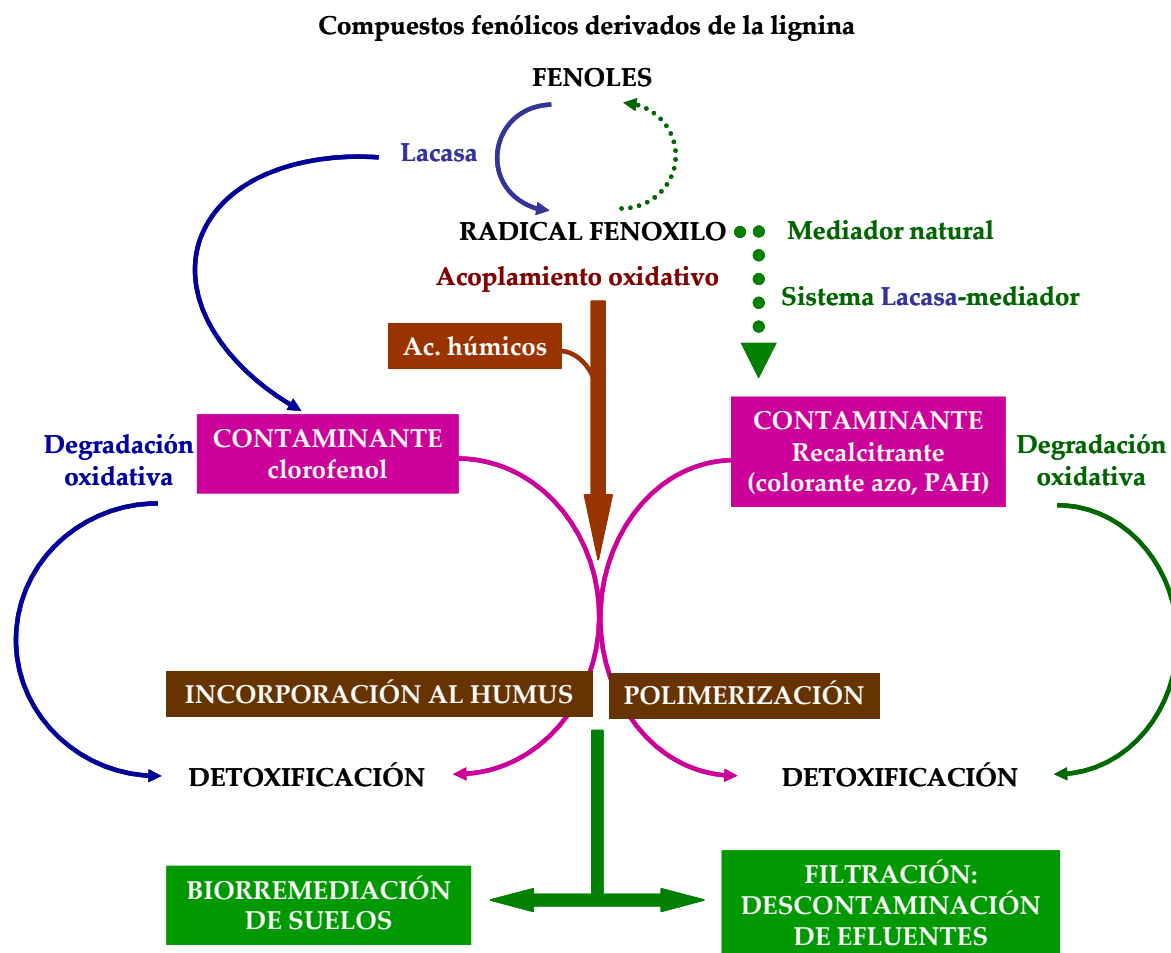 Compuestos fenólicos derivados de la lignina
FENOLES
Lacasa
RADICAL FENOXILO
Mediador natural
Acoplamiento oxidativo
Sistema Lacasa-mediador
Ac. húmicos
CONTAMINANTE
clorofenol
Degradación
oxidativa
CONTAMINANTE
Recalcitrante
(colorante azo, PAH)
Degradación
oxidativa
INCORPORACIÓN AL HUMUS
POLIMERIZACIÓN
DETOXIFICACIÓN
DETOXIFICACIÓN
BIORREMEDIACIÓN
DE SUELOS
FILTRACIÓN:
DESCONTAMINACIÓN
DE EFLUENTES